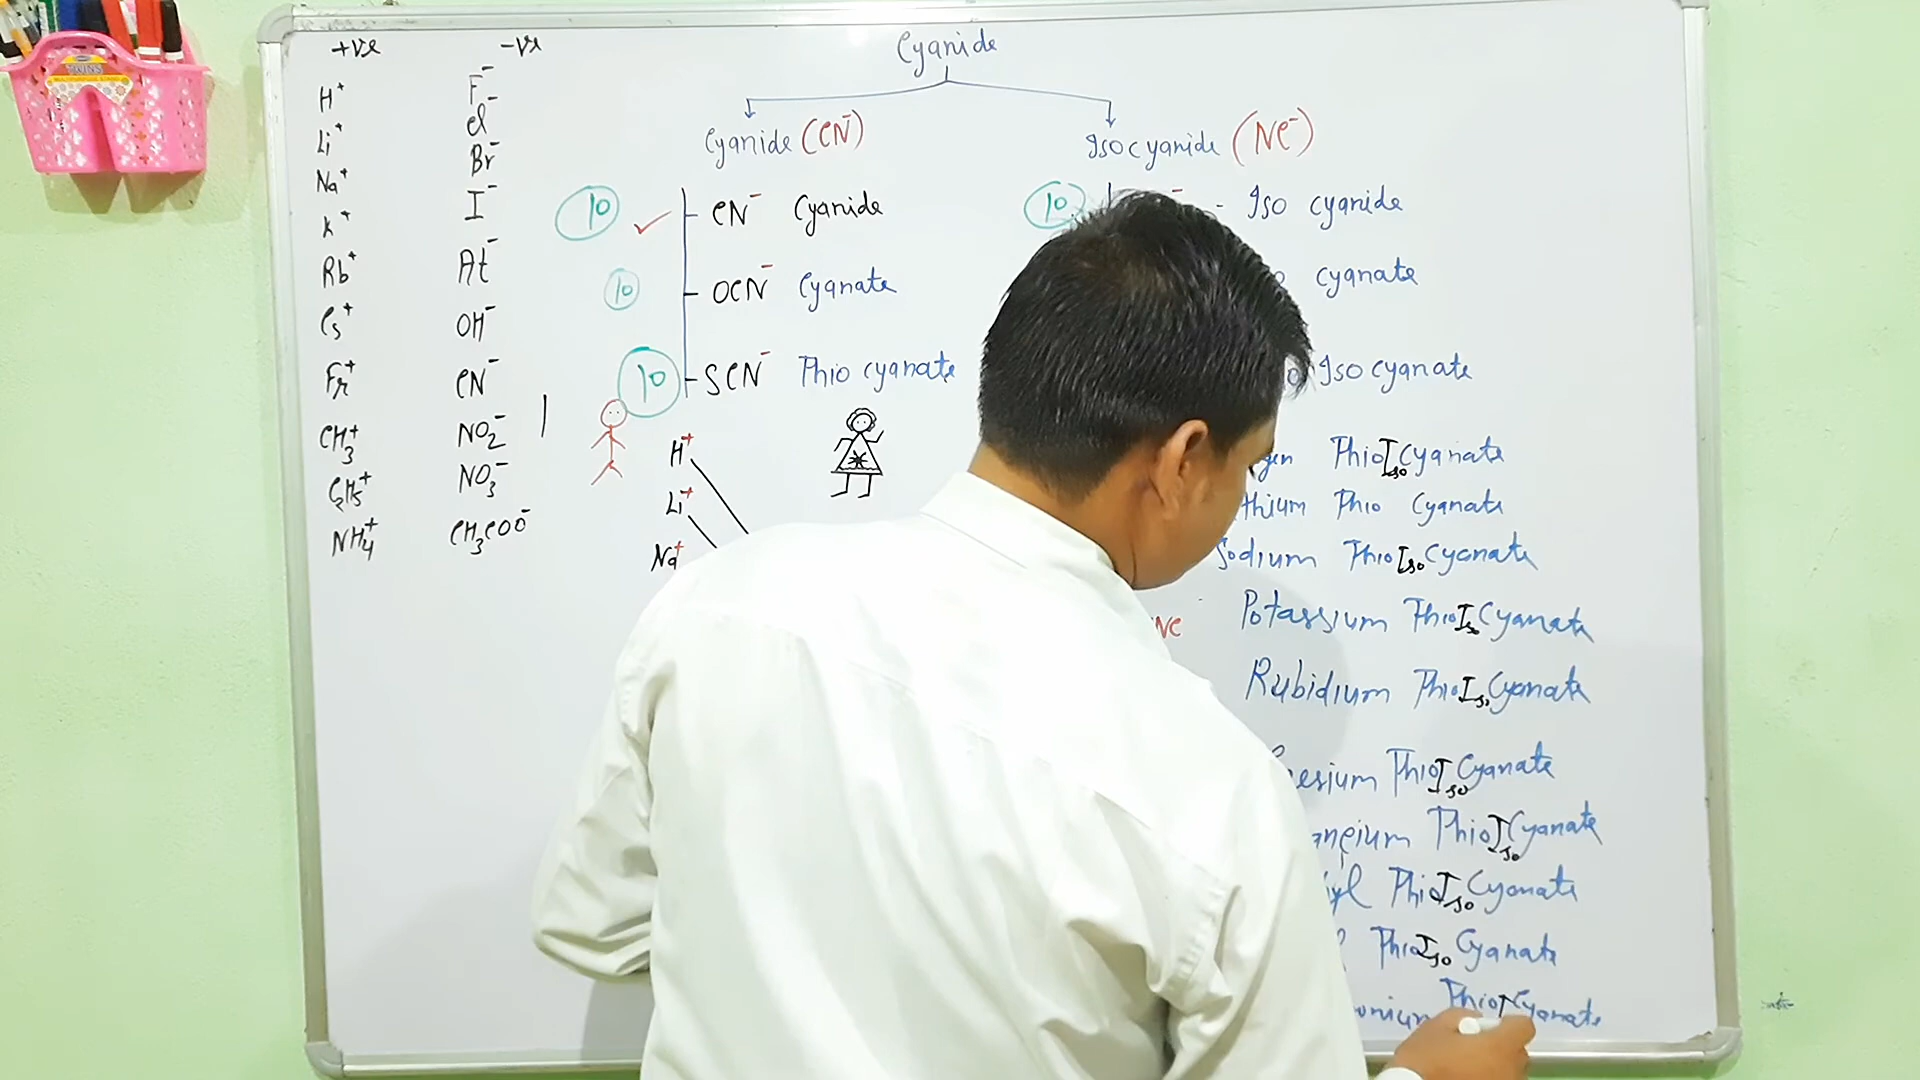 +ve -ve
H⁺ F⁻
Li⁺ Cl⁻
Na⁺ Br⁻
K⁺ I⁻
Rb⁺ At⁻
Cs⁺ OH⁻
Fr⁺ CN⁻
CH₃⁺ NO₂⁻
C₂H₅⁺ NO₃⁻
NH₄⁺ CH₃COO⁻
Cyanide
Cyanide (CN⁻)
10 CN⁻ Cyanide
10 OCN⁻ Cyanate
10 SCN⁻ Thio cyanate
H⁺
Li⁺
Na⁺
Isocyanide (NC⁻)
10 - Iso cyanide
cyanate
Iso cyanate
Thio Iso Cyanate
Thio Cyanate
Sodium Thio Iso Cyanate
NC Potassium Thio Iso Cyanate
Rubidium Thio Iso Cyanate
Thio Iso Cyanate
Thio Iso Cyanate
Thio Iso Cyanate
Thio Iso Cyanate
Thio Cyanate